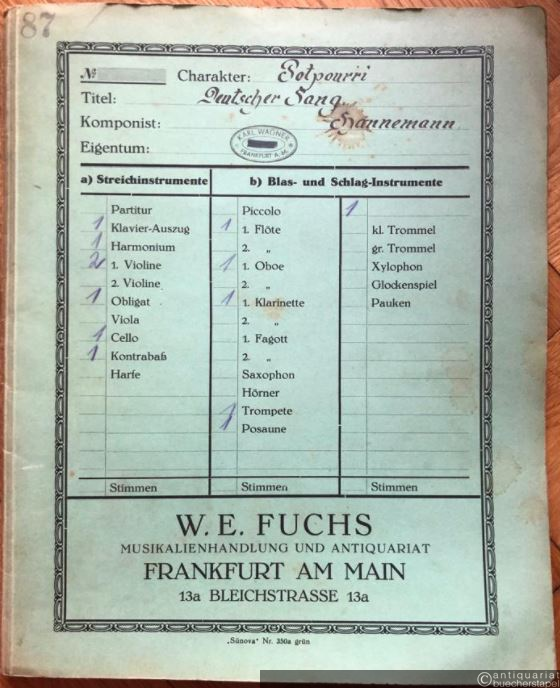 87
№ Charakter: Potpourri
Titel: Deutscher Sang.
Komponist: Hannemann
Eigentum: KARL WAGNER FRANKFURT A. M.
a) Streichinstrumente
Partitur
1 Klavier-Auszug
1 Harmonium
2 1. Violine
2. Violine
1 Obligat
Viola
1 Cello
1 Kontrabaß
Harfe
Stimmen
b) Blas- und Schlag-Instrumente
Piccolo
1 1. Flöte
2. „
1 1. Oboe
2. „
1 1. Klarinette
2. „
1. Fagott
2. „
Saxophon
Hörner
1 Trompete
1 Posaune
Stimmen
1
kl. Trommel
gr. Trommel
Xylophon
Glockenspiel
Pauken
Stimmen
W. E. FUCHS
MUSIKALIENHANDLUNG UND ANTIQUARIAT
FRANKFURT AM MAIN
13a BLEICHSTRASSE 13a
„Sünova“ Nr. 350a grün
antiquariat
buecherstapel